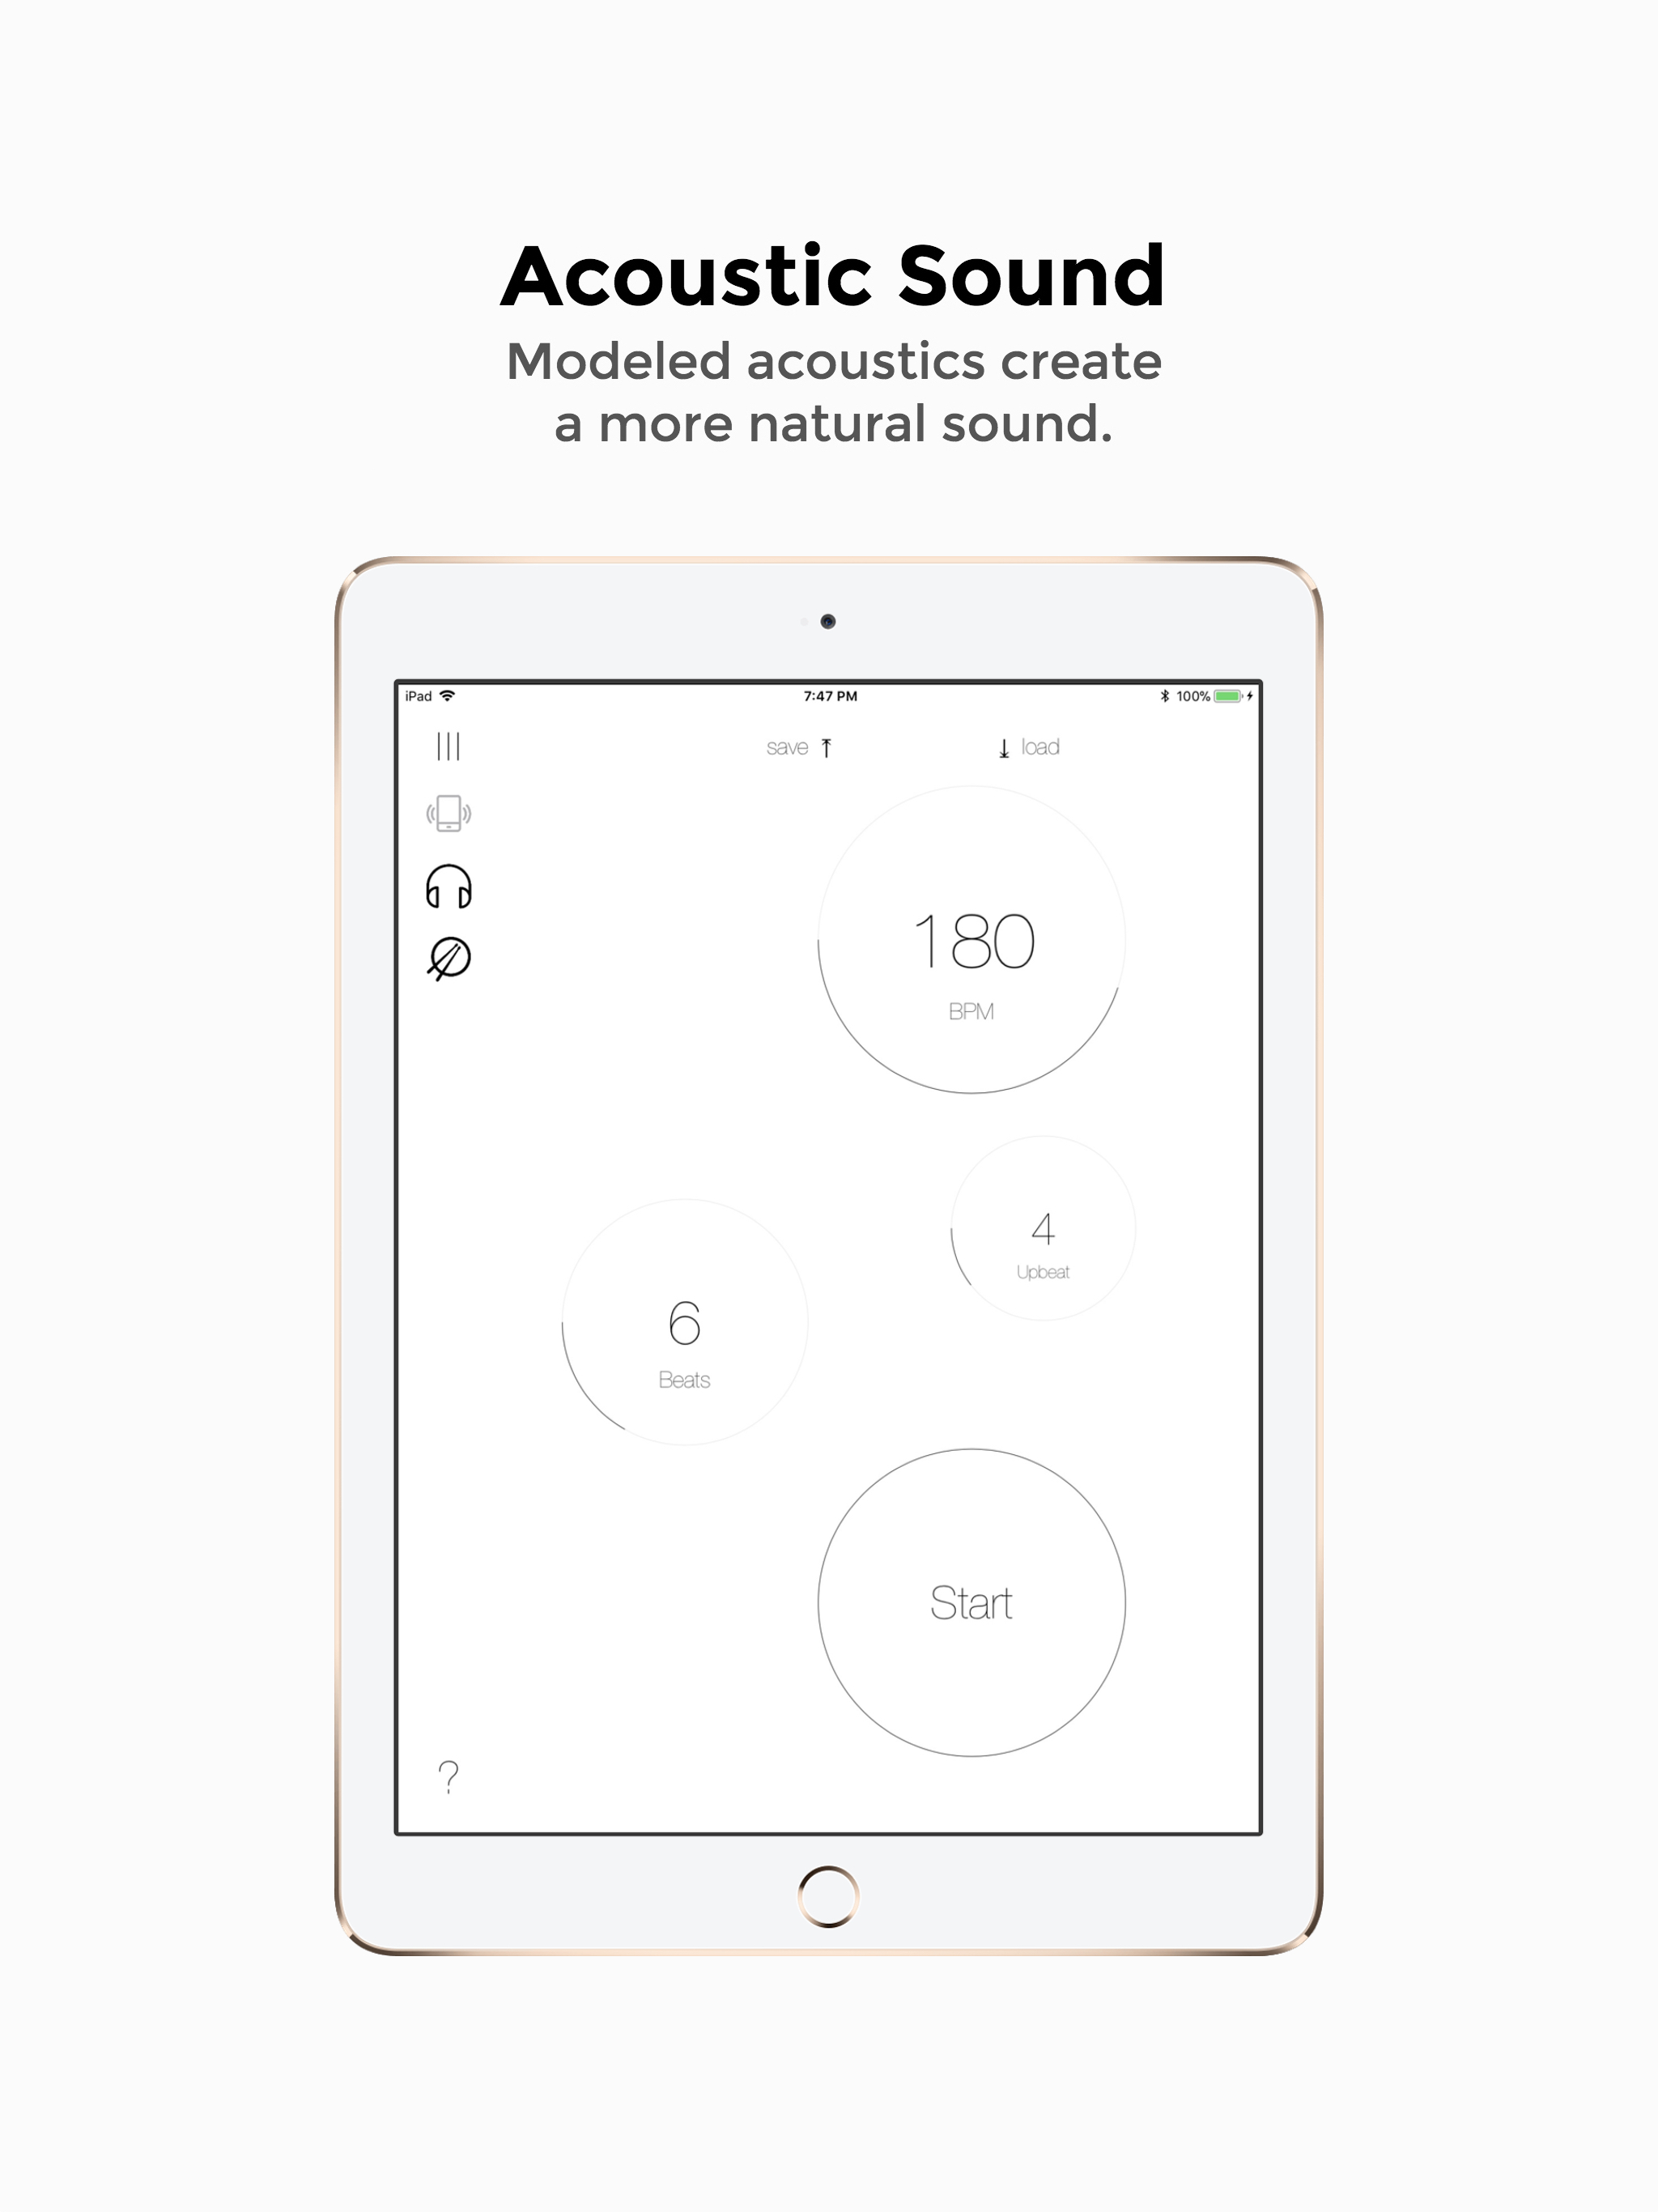 Acoustic Sound
Modeled acoustics create
a more natural sound.
iPad 7:47 PM 100%
save load
180
BPM
4
Upbeat
6
Beats
Start
?